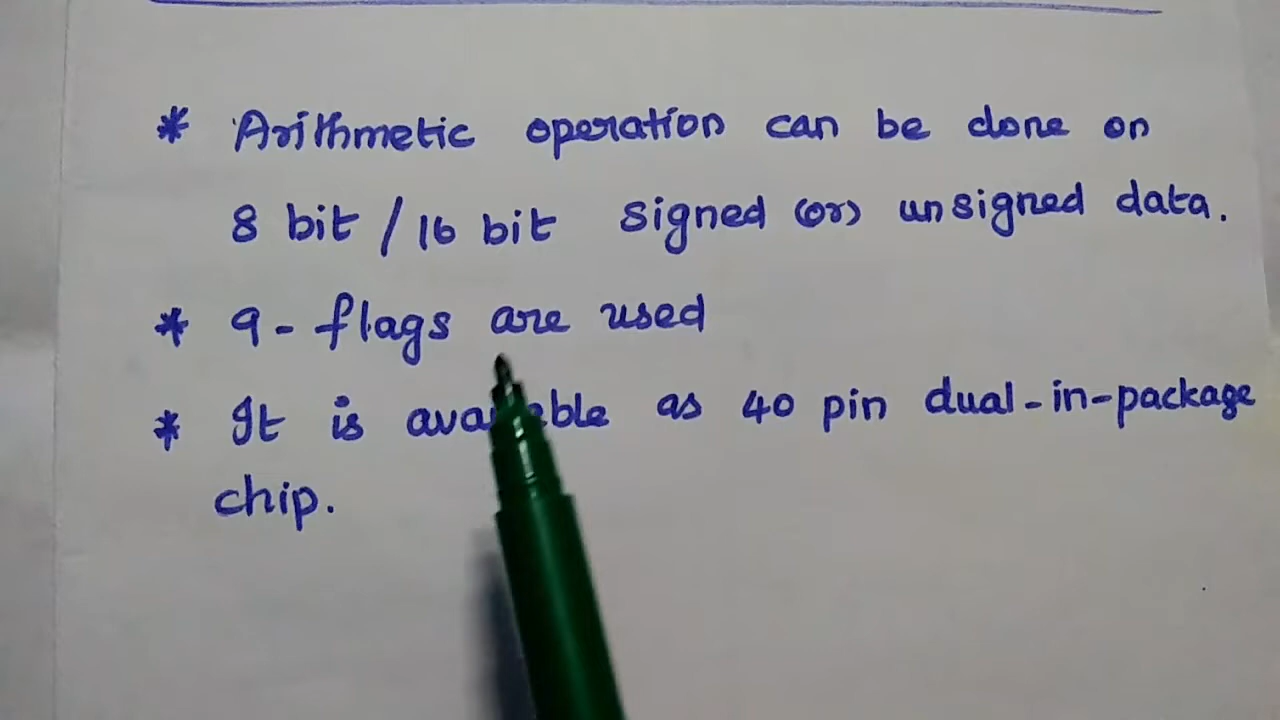 * Arithmetic operation can be done on
8 bit / 16 bit signed (or) unsigned data.
* 9 - flags are used
* It is available as 40 pin dual-in-package
chip.